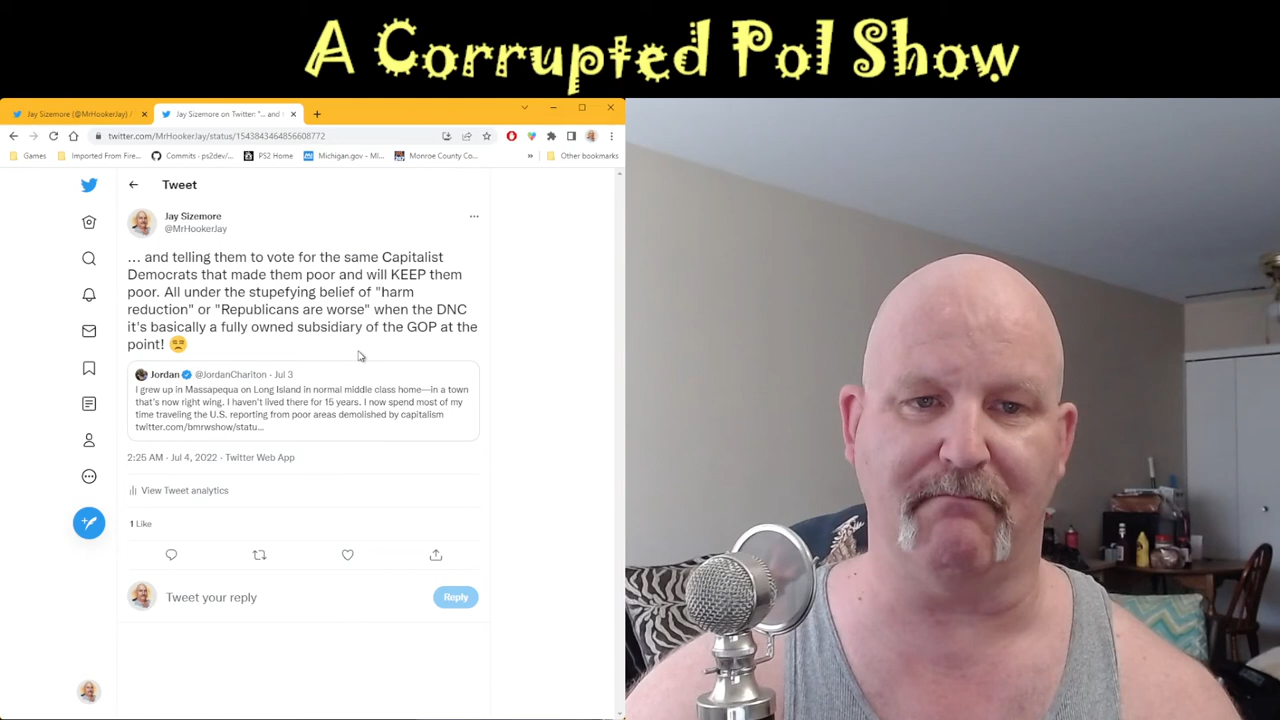 A Corrupted Pol Show
Jay Sizemore (@MrHookerJay) /
Jay Sizemore on Twitter: "... and
twitter.com/MrHookerJay/status/1543843464856608772
Games
Imported From Fire...
Commits · ps2dev/...
PS2 Home
Michigan.gov - MI...
Monroe County Co...
»
Other bookmarks
Tweet
Jay Sizemore
@MrHookerJay
... and telling them to vote for the same Capitalist
Democrats that made them poor and will KEEP them
poor. All under the stupefying belief of "harm
reduction" or "Republicans are worse" when the DNC
it's basically a fully owned subsidiary of the GOP at the
point! 😒
Jordan @JordanChariton · Jul 3
I grew up in Massapequa on Long Island in normal middle class home—in a town
that's now right wing. I haven't lived there for 15 years. I now spend most of my
time traveling the U.S. reporting from poor areas demolished by capitalism
twitter.com/bmrwshow/statu...
2:25 AM · Jul 4, 2022 · Twitter Web App
View Tweet analytics
1 Like
Tweet your reply
Reply